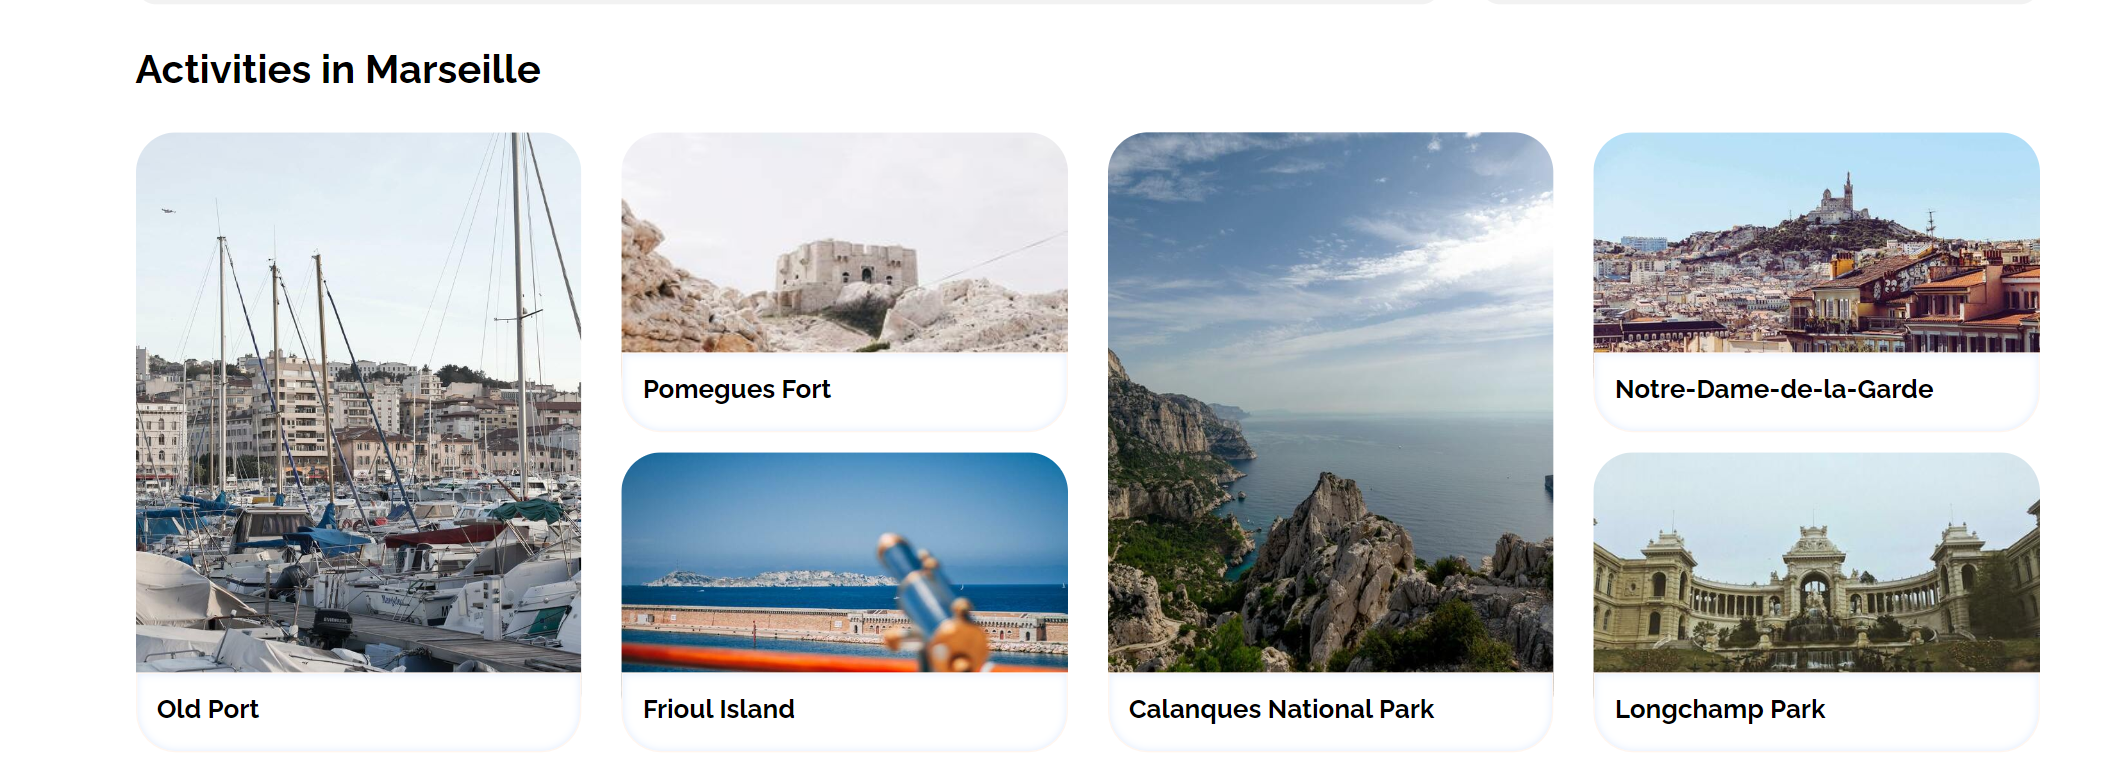 Activities in Marseille
Old Port
Pomegues Fort
Frioul Island
Calanques National Park
Notre-Dame-de-la-Garde
Longchamp Park